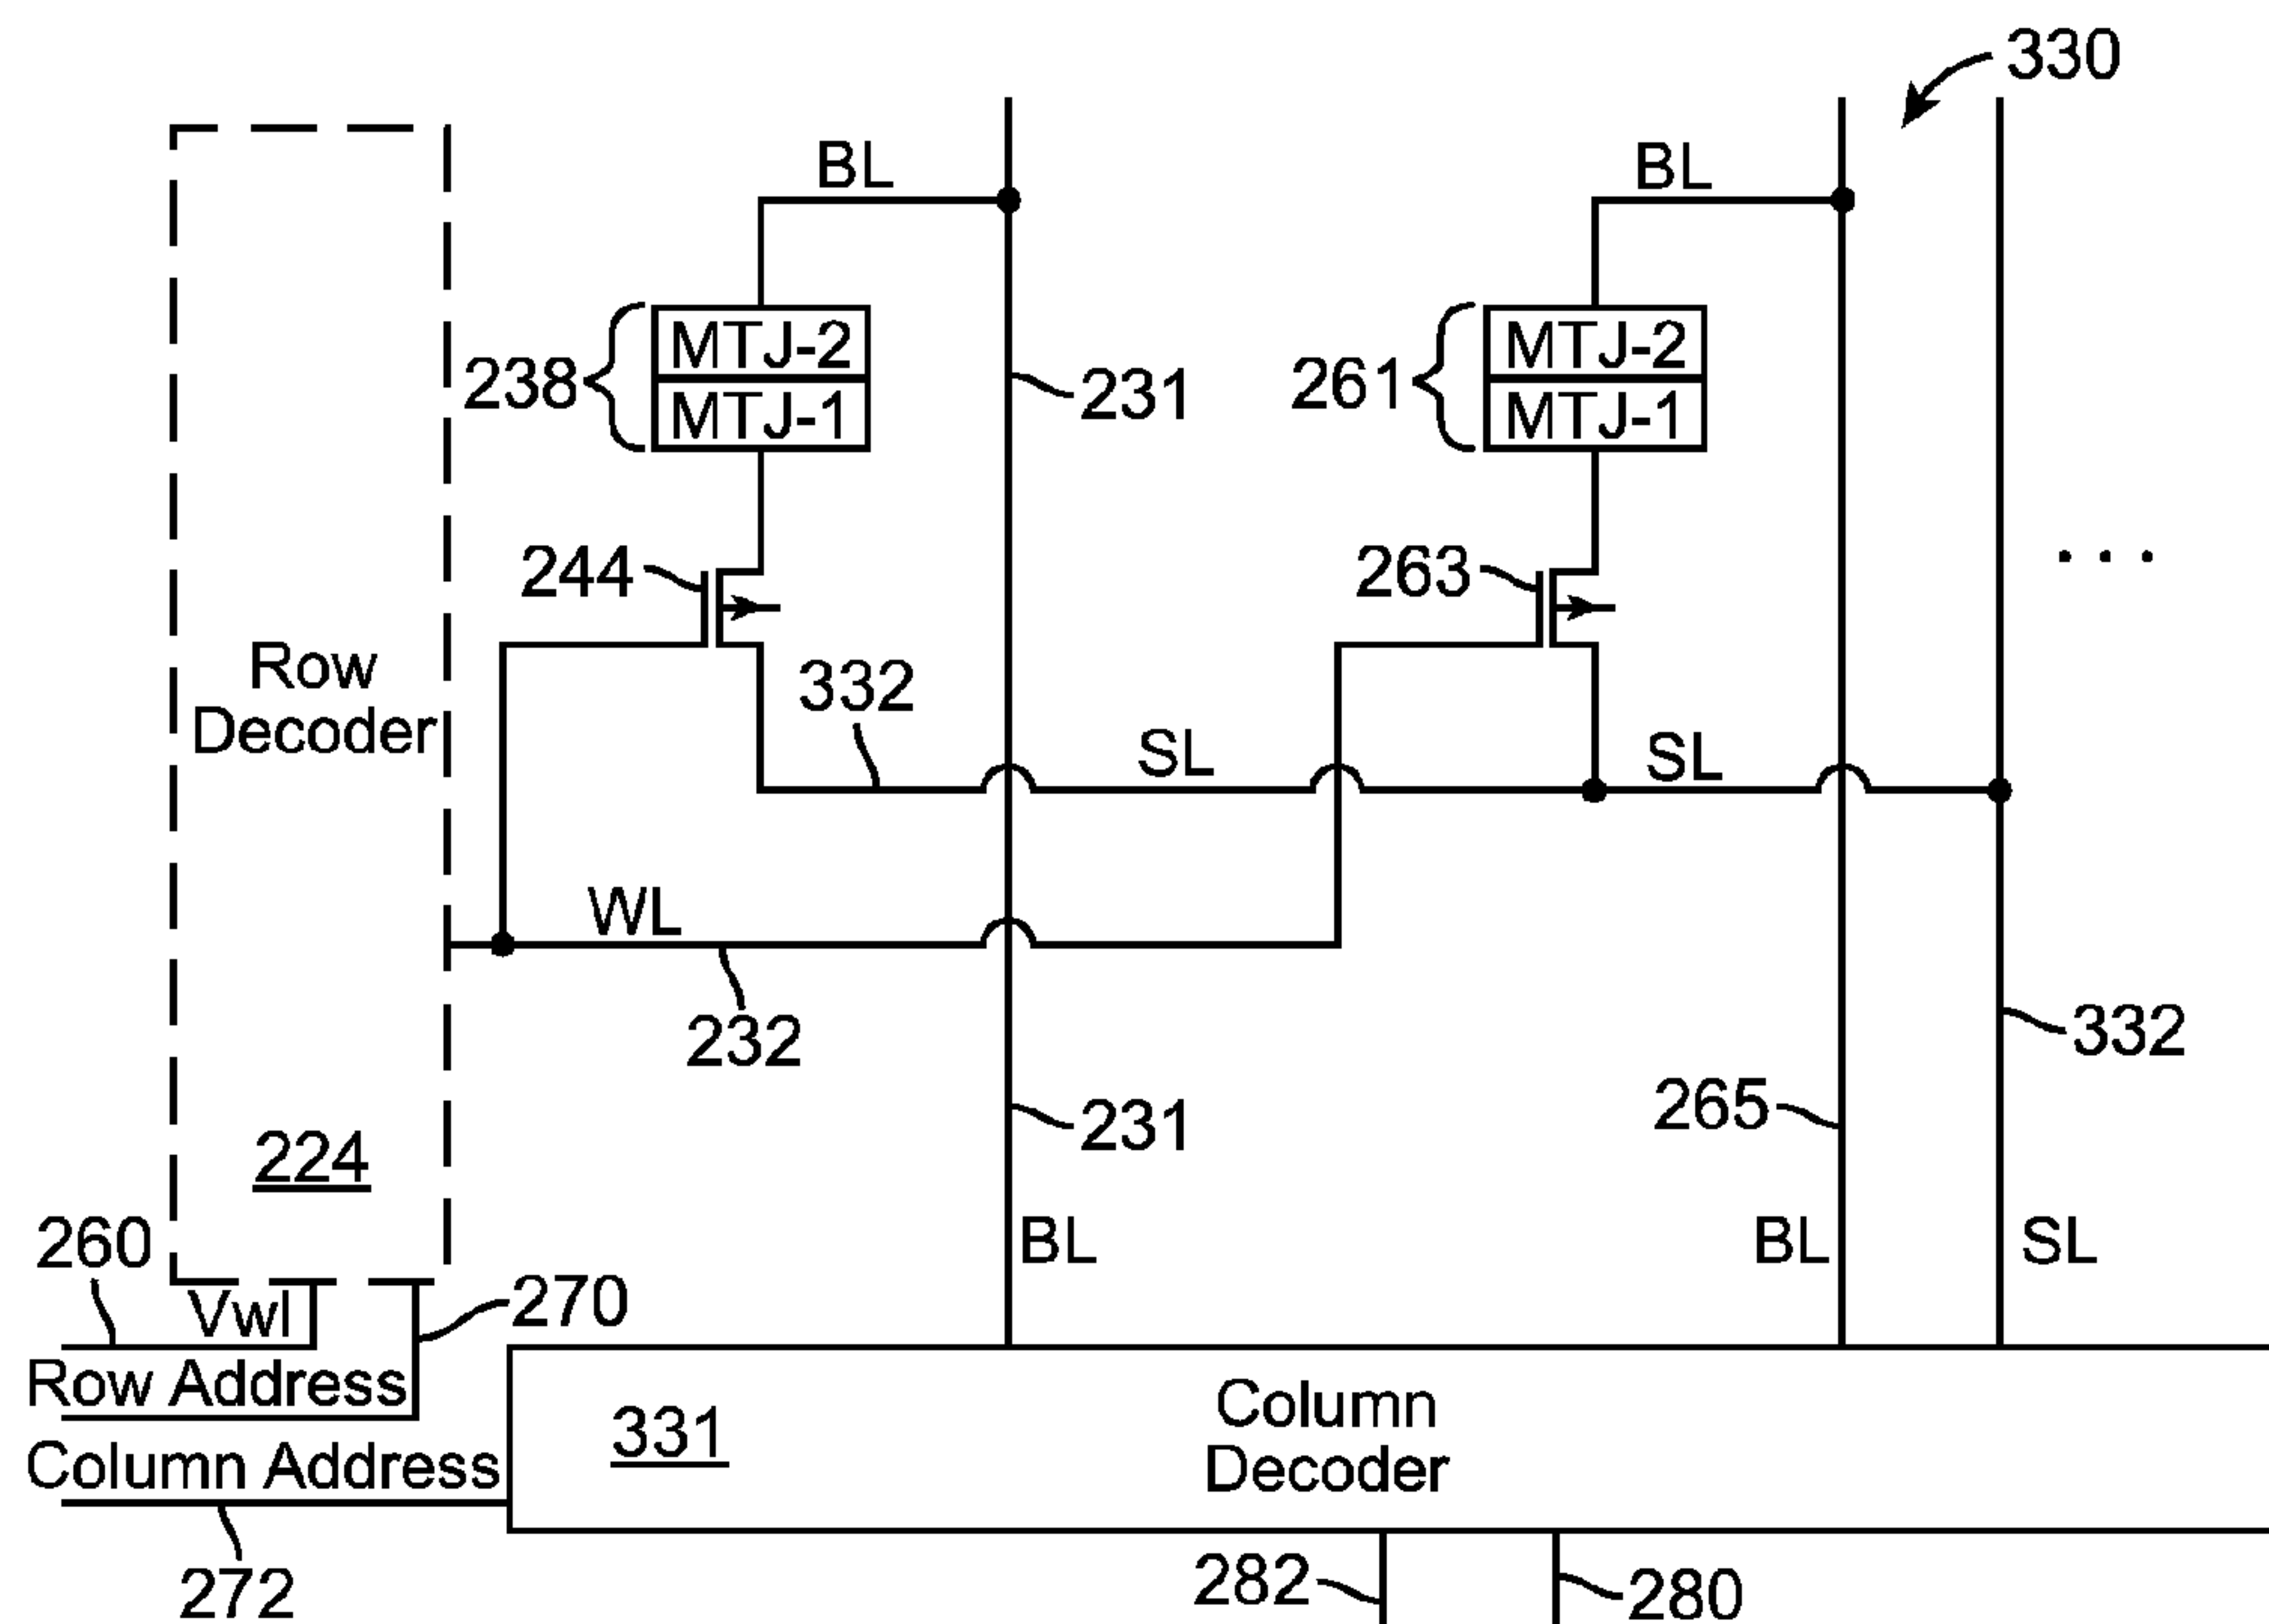 330
BL
BL
MTJ-2
MTJ-1
238
231
261
MTJ-2
MTJ-1
244
263
. . .
Row
Decoder
332
SL
SL
WL
232
332
231
265
224
260
BL
BL
SL
Vwl
270
Row Address
Column Address
331
Column
Decoder
272
282
280